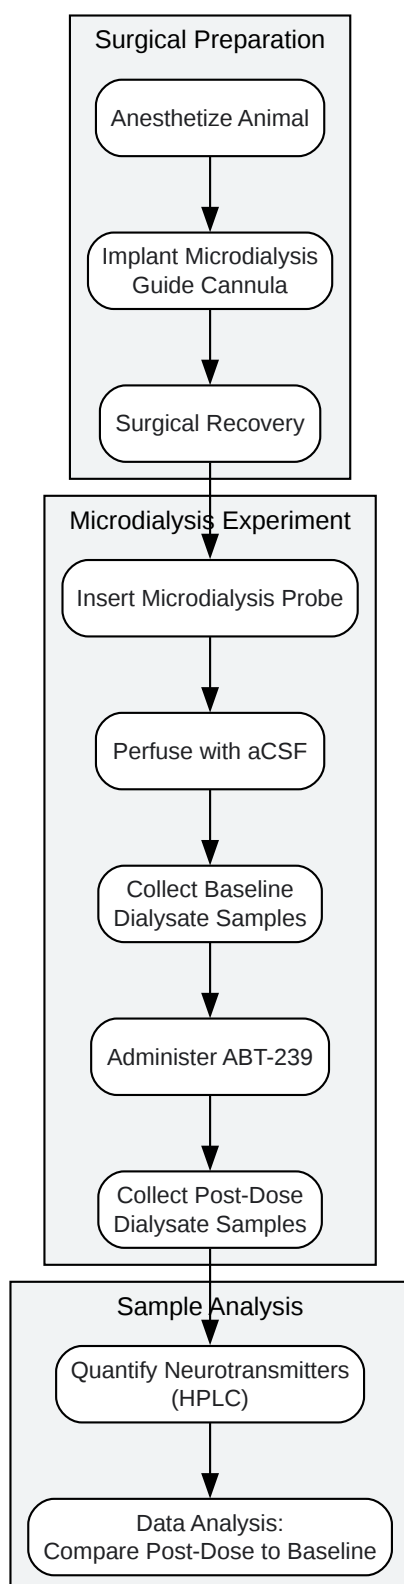 Surgical Preparation
Anesthetize Animal
Implant Microdialysis
Guide Cannula
Surgical Recovery
Microdialysis Experiment
Insert Microdialysis Probe
Perfuse with aCSF
Collect Baseline
Dialysate Samples
Administer ABT-239
Collect Post-Dose
Dialysate Samples
Sample Analysis
Quantify Neurotransmitters
(HPLC)
Data Analysis:
Compare Post-Dose to Baseline